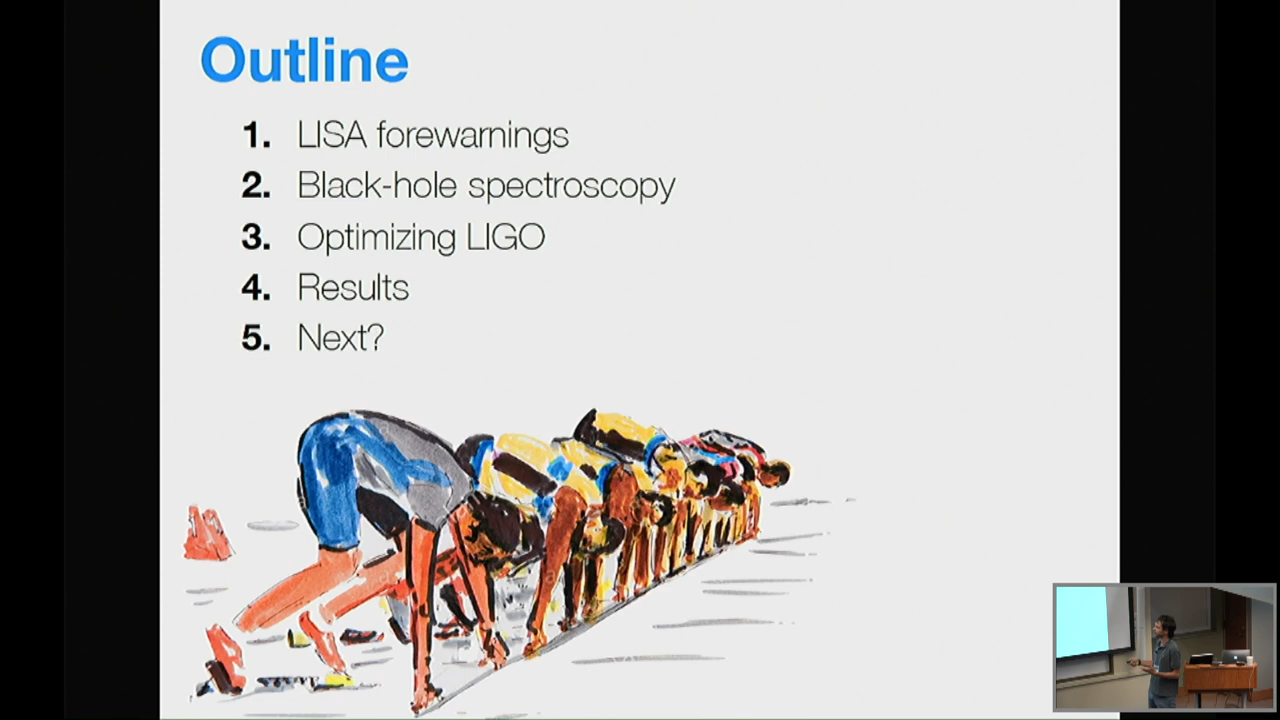 Outline
1. LISA forewarnings
2. Black-hole spectroscopy
3. Optimizing LIGO
4. Results
5. Next?